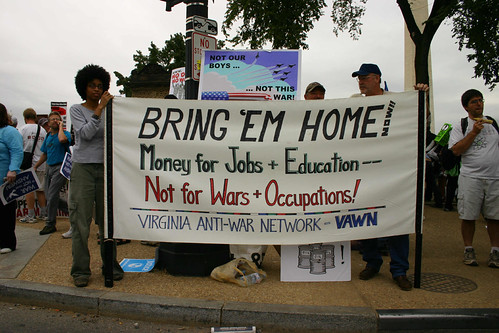 NOT OUR
BOYS ...
... NOT THIS
WAR!
BRING 'EM HOME NOW!!
Money for Jobs + Education --
Not for Wars + Occupations!
VIRGINIA ANTI-WAR NETWORK - VAWN